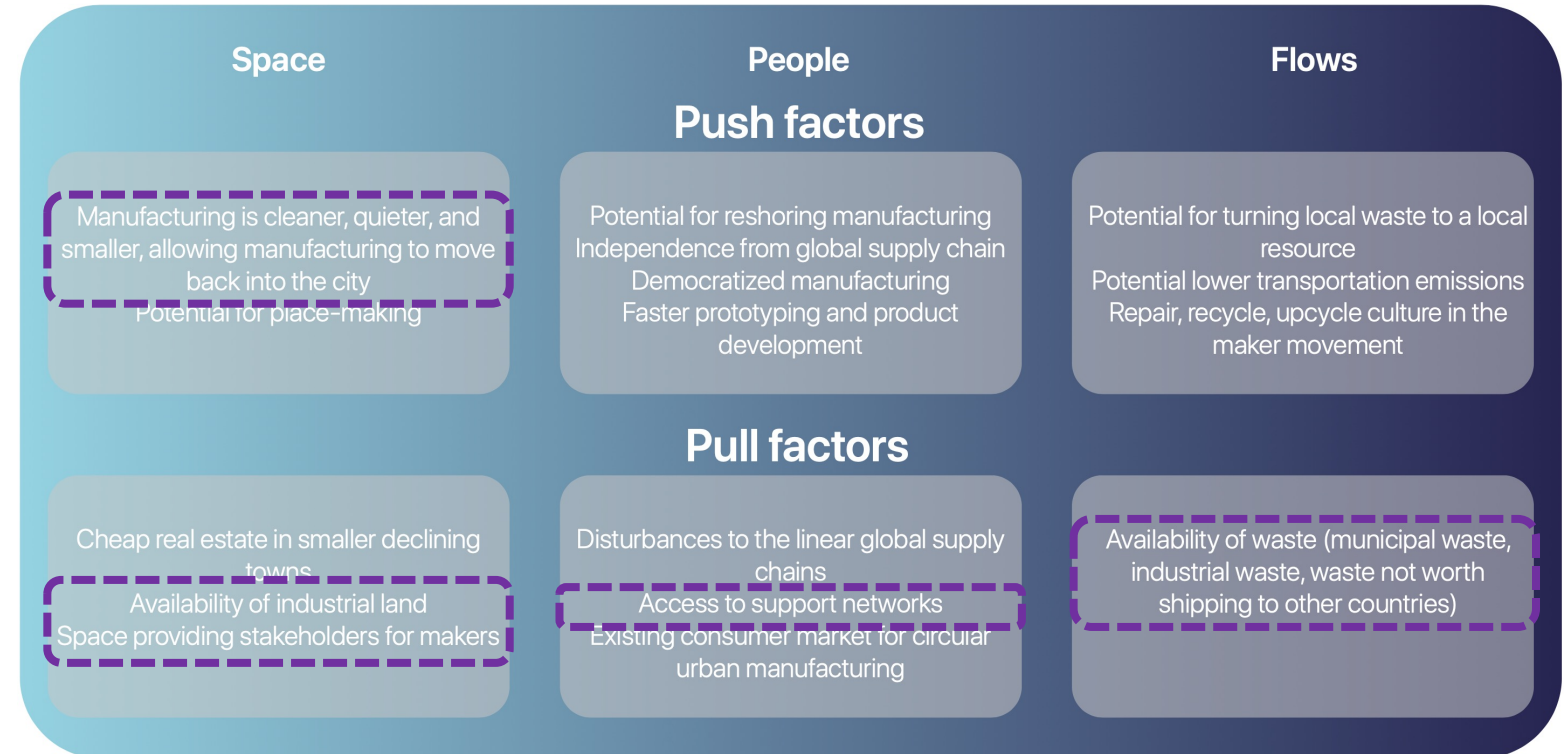 Space
People
Flows
Push factors
Manufacturing is cleaner, quieter, and
smaller, allowing manufacturing to move
back into the city
Potential for place-making
Potential for reshoring manufacturing
Independence from global supply chain
Democratized manufacturing
Faster prototyping and product
development
Potential for turning local waste to a local
resource
Potential lower transportation emissions
Repair, recycle, upcycle culture in the
maker movement
Pull factors
Cheap real estate in smaller declining
towns
Availability of industrial land
Space providing stakeholders for makers
Disturbances to the linear global supply
chains
Access to support networks
Existing consumer market for circular
urban manufacturing
Availability of waste (municipal waste,
industrial waste, waste not worth
shipping to other countries)